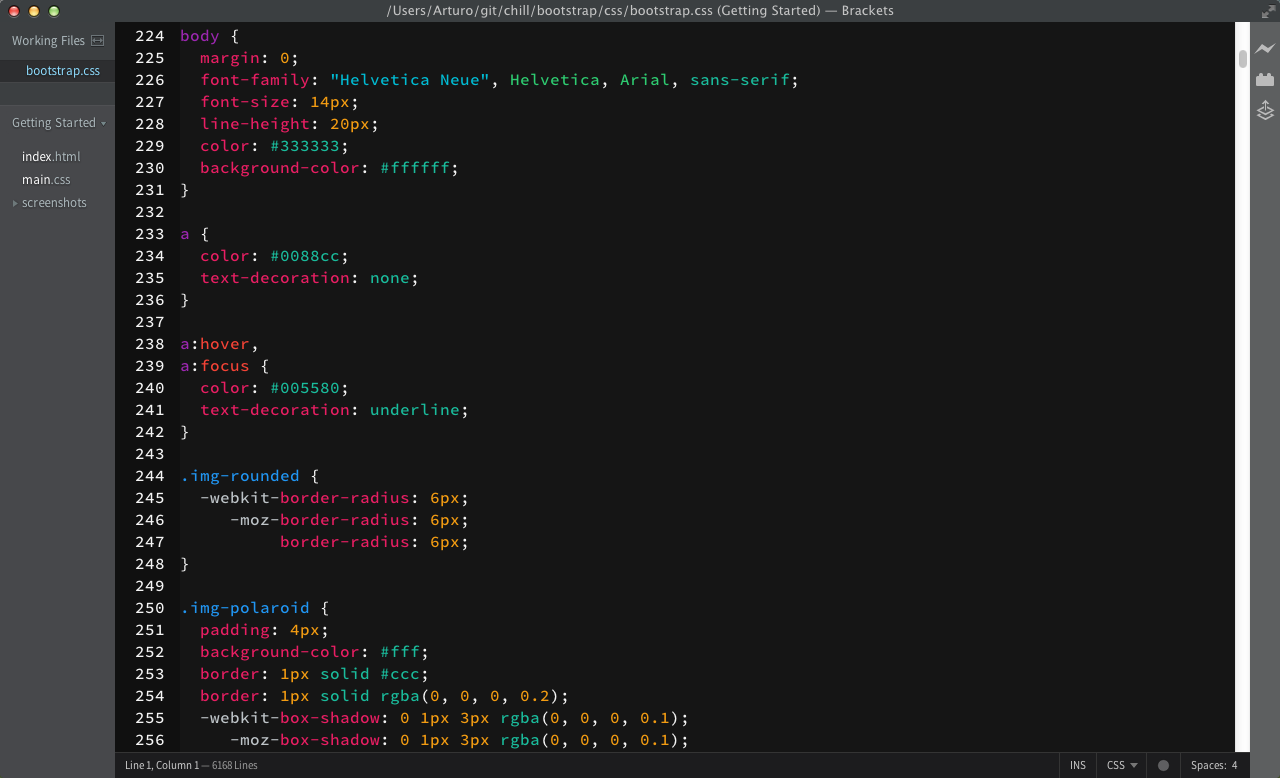 /Users/Arturo/git/chill/bootstrap/css/bootstrap.css (Getting Started) — Brackets
Working Files
bootstrap.css
Getting Started
index.html
main.css
screenshots
224 body {
225   margin: 0;
226   font-family: "Helvetica Neue", Helvetica, Arial, sans-serif;
227   font-size: 14px;
228   line-height: 20px;
229   color: #333333;
230   background-color: #ffffff;
231 }
232
233 a {
234   color: #0088cc;
235   text-decoration: none;
236 }
237
238 a:hover,
239 a:focus {
240   color: #005580;
241   text-decoration: underline;
242 }
243
244 .img-rounded {
245   -webkit-border-radius: 6px;
246      -moz-border-radius: 6px;
247           border-radius: 6px;
248 }
249
250 .img-polaroid {
251   padding: 4px;
252   background-color: #fff;
253   border: 1px solid #ccc;
254   border: 1px solid rgba(0, 0, 0, 0.2);
255   -webkit-box-shadow: 0 1px 3px rgba(0, 0, 0, 0.1);
256      -moz-box-shadow: 0 1px 3px rgba(0, 0, 0, 0.1);
Line 1, Column 1 — 6168 Lines
INS
CSS
Spaces: 4